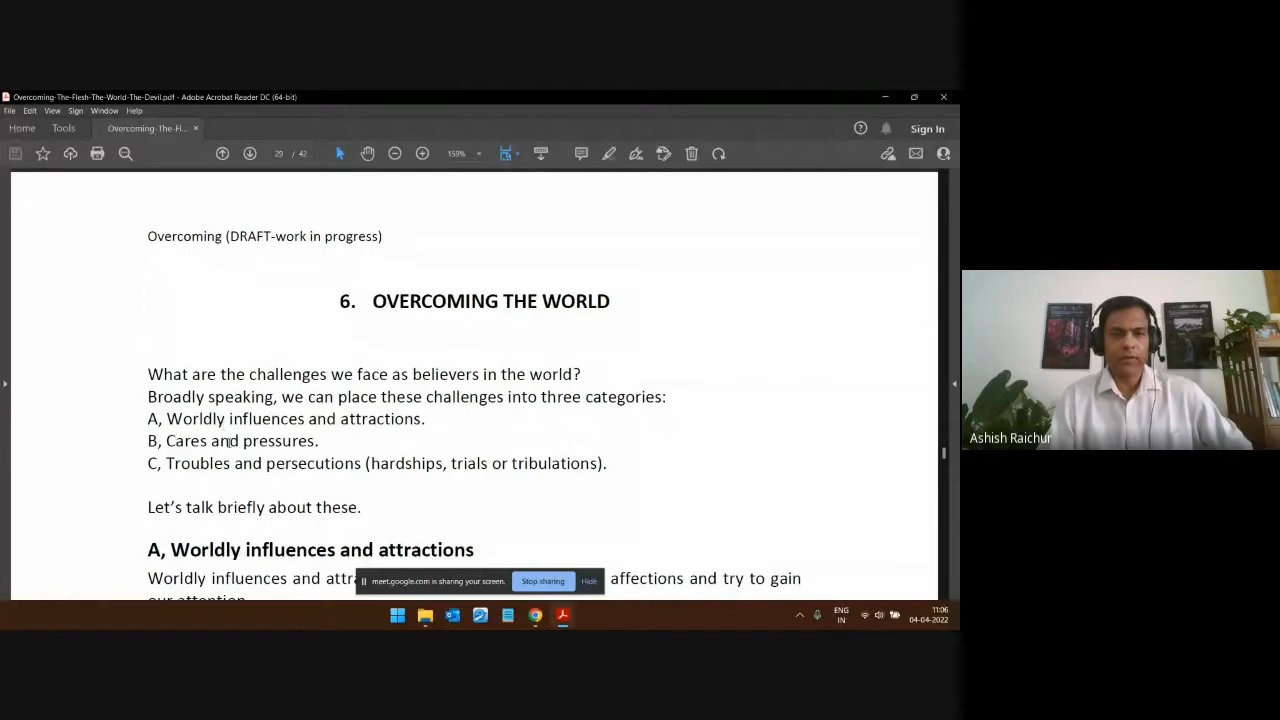 Overcoming-The-Flesh-The-World-The-Devil.pdf - Adobe Acrobat Reader DC (64-bit)
File Edit View Sign Window Help
Home Tools Overcoming-The-Fl... × Sign In
29 / 42 159%
Overcoming (DRAFT-work in progress)
6. OVERCOMING THE WORLD
What are the challenges we face as believers in the world?
Broadly speaking, we can place these challenges into three categories:
A, Worldly influences and attractions.
B, Cares and pressures.
C, Troubles and persecutions (hardships, trials or tribulations).
Let's talk briefly about these.
A, Worldly influences and attractions
Worldly influences and affections and try to gain
our attention
meet.google.com is sharing your screen. Stop sharing Hide
ENG
IN
11:06
04-04-2022
Ashish Raichur